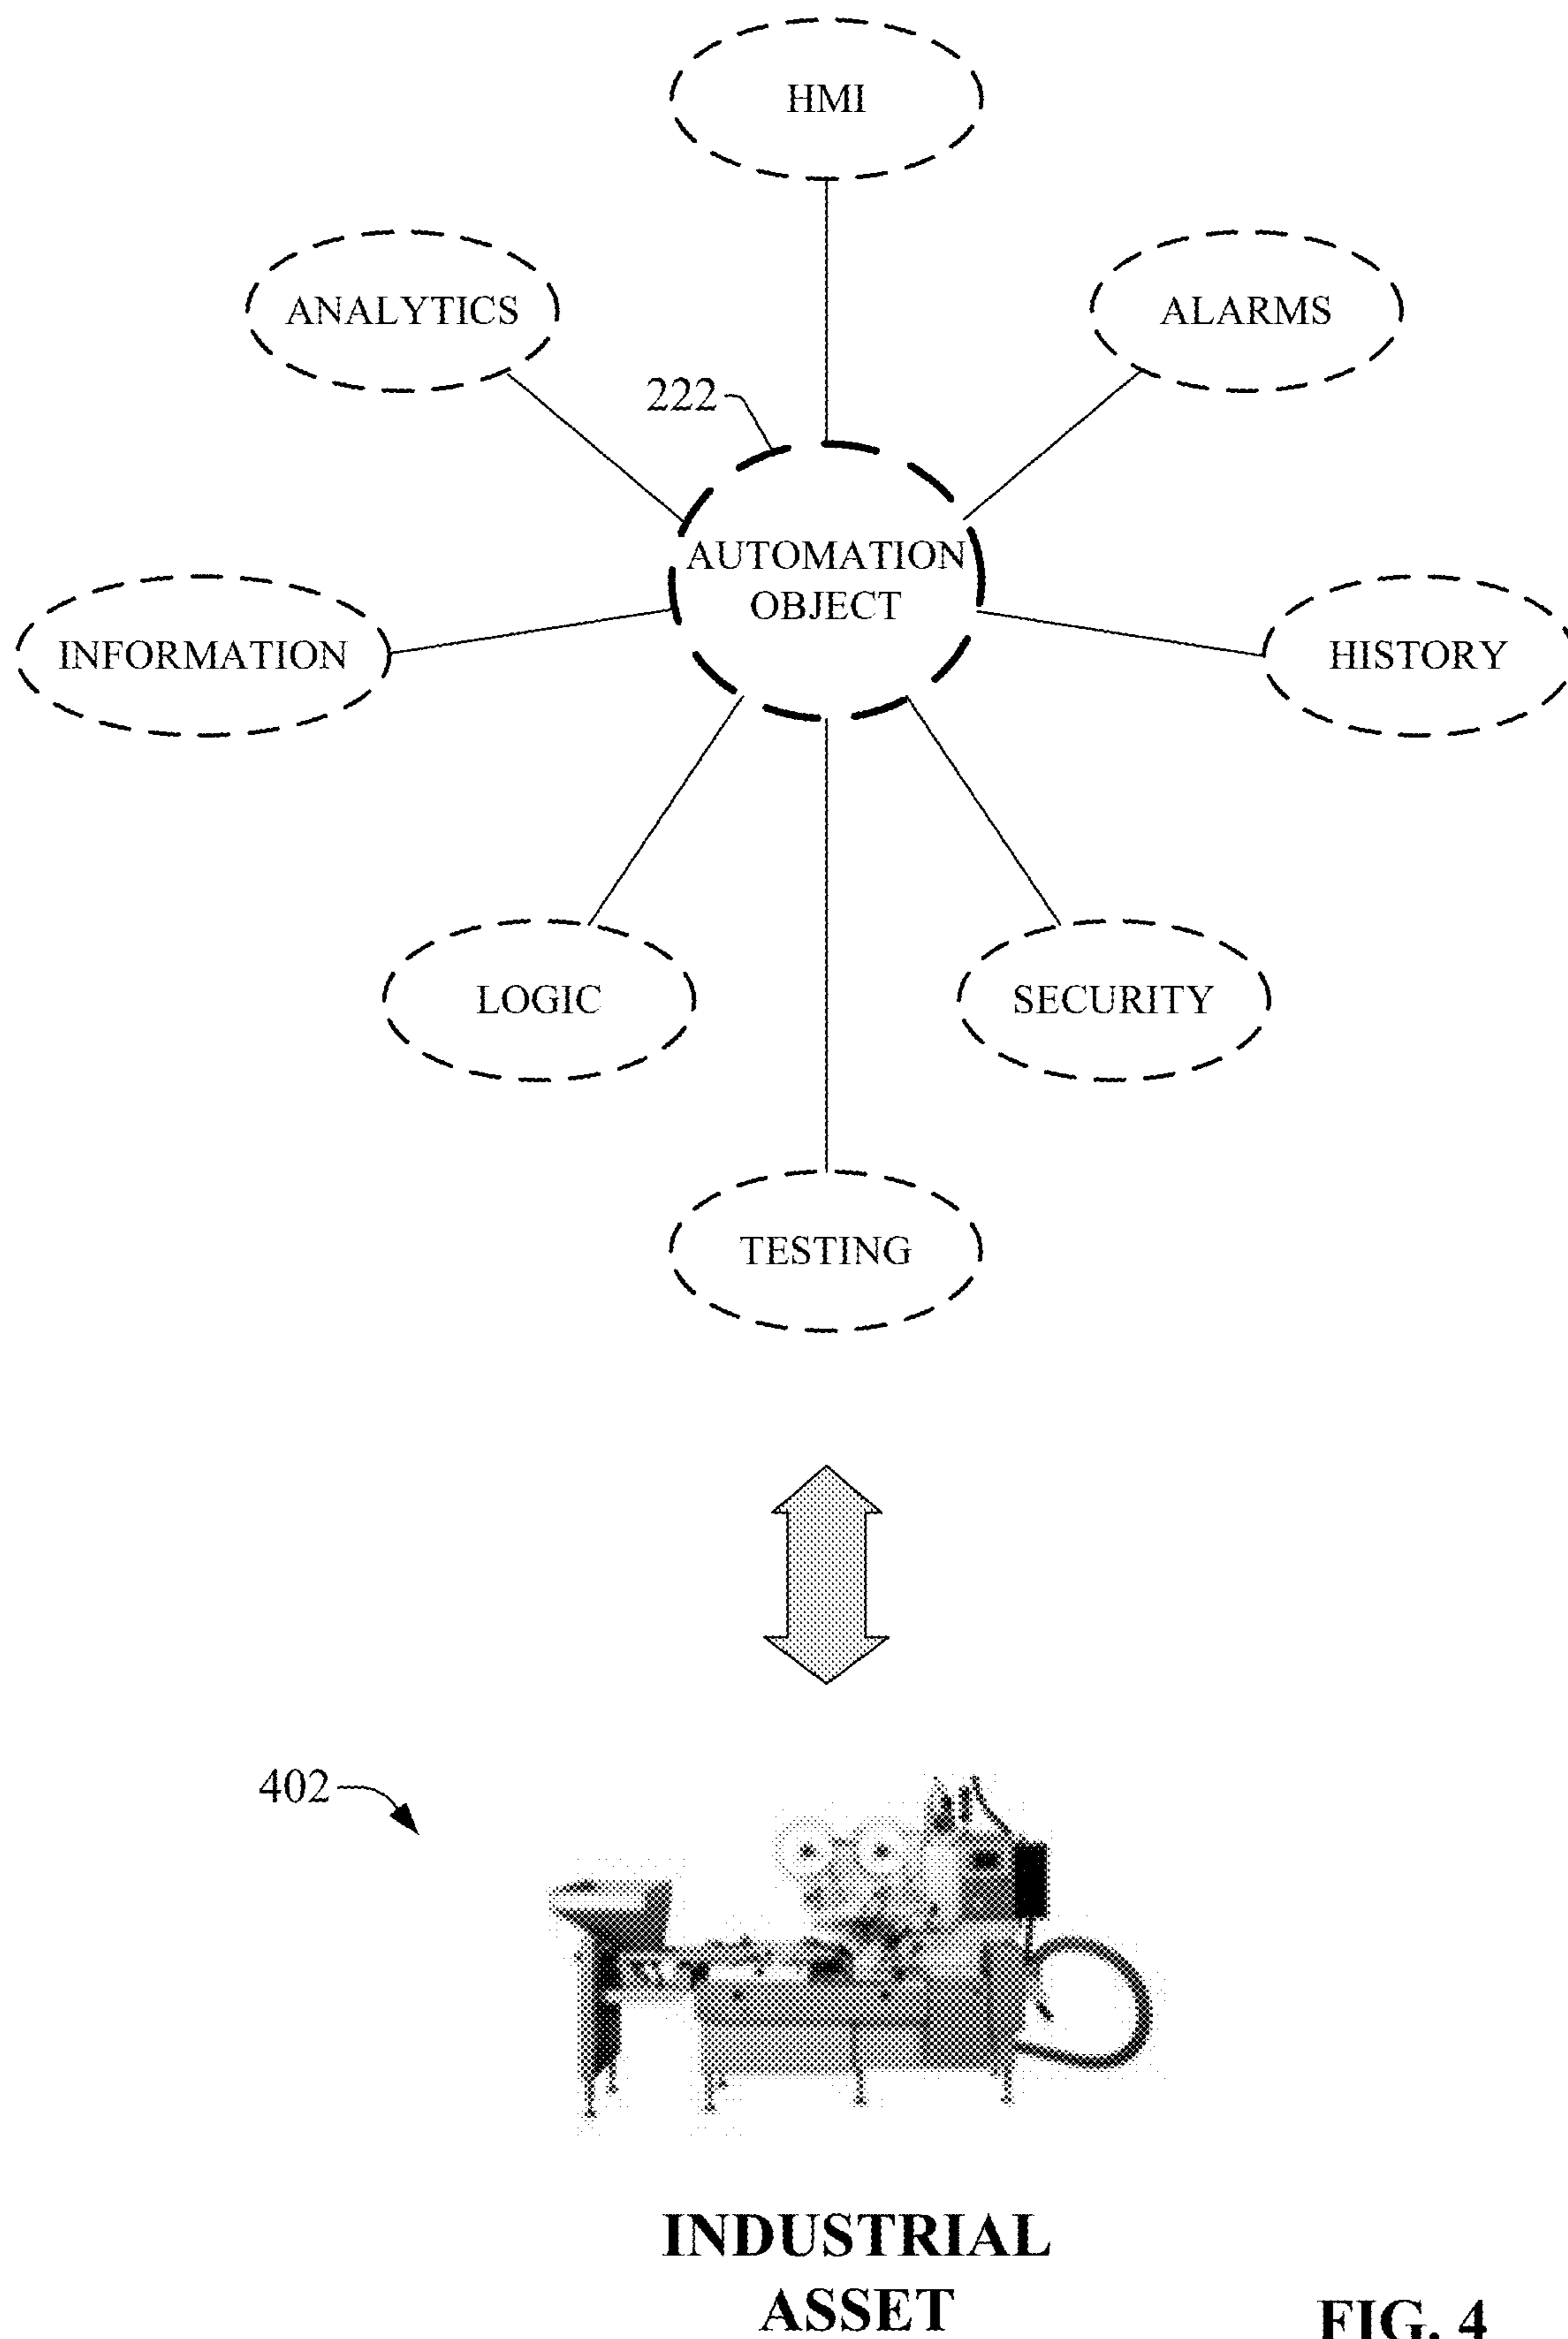 HMI
ANALYTICS
ALARMS
222
AUTOMATION
OBJECT
INFORMATION
HISTORY
LOGIC
SECURITY
TESTING
402
INDUSTRIAL
ASSET
FIG. 4